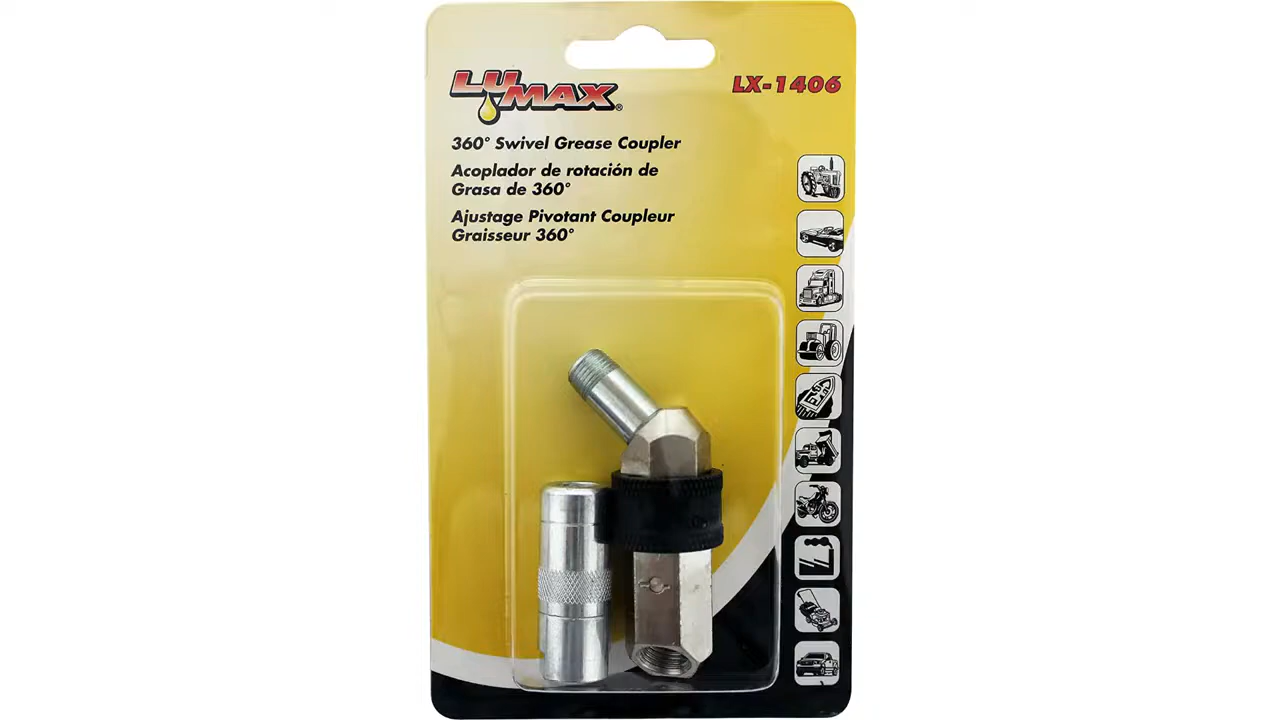 LUMAX®
LX-1406
360° Swivel Grease Coupler
Acoplador de rotación de
Grasa de 360°
Ajustage Pivotant Coupleur
Graisseur 360°